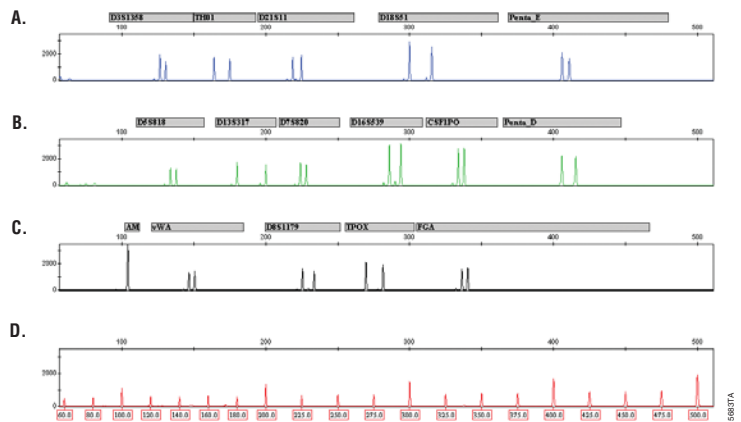 A.
D3S1358 TH01 D21S11 D18S51 Penta_E
100 200 300 400 500
2000
0
B.
D5S818 D13S317 D7S820 D16S539 CSF1PO Penta_D
100 200 300 400 500
2000
0
C.
AM vWA D8S1179 TPOX FGA
100 200 300 400 500
2000
0
D.
100 200 300 400 500
2000
0
60.0 80.0 100.0 120.0 140.0 160.0 180.0 200.0 225.0 250.0 275.0 300.0 325.0 350.0 375.0 400.0 425.0 450.0 475.0 500.0
5683TA